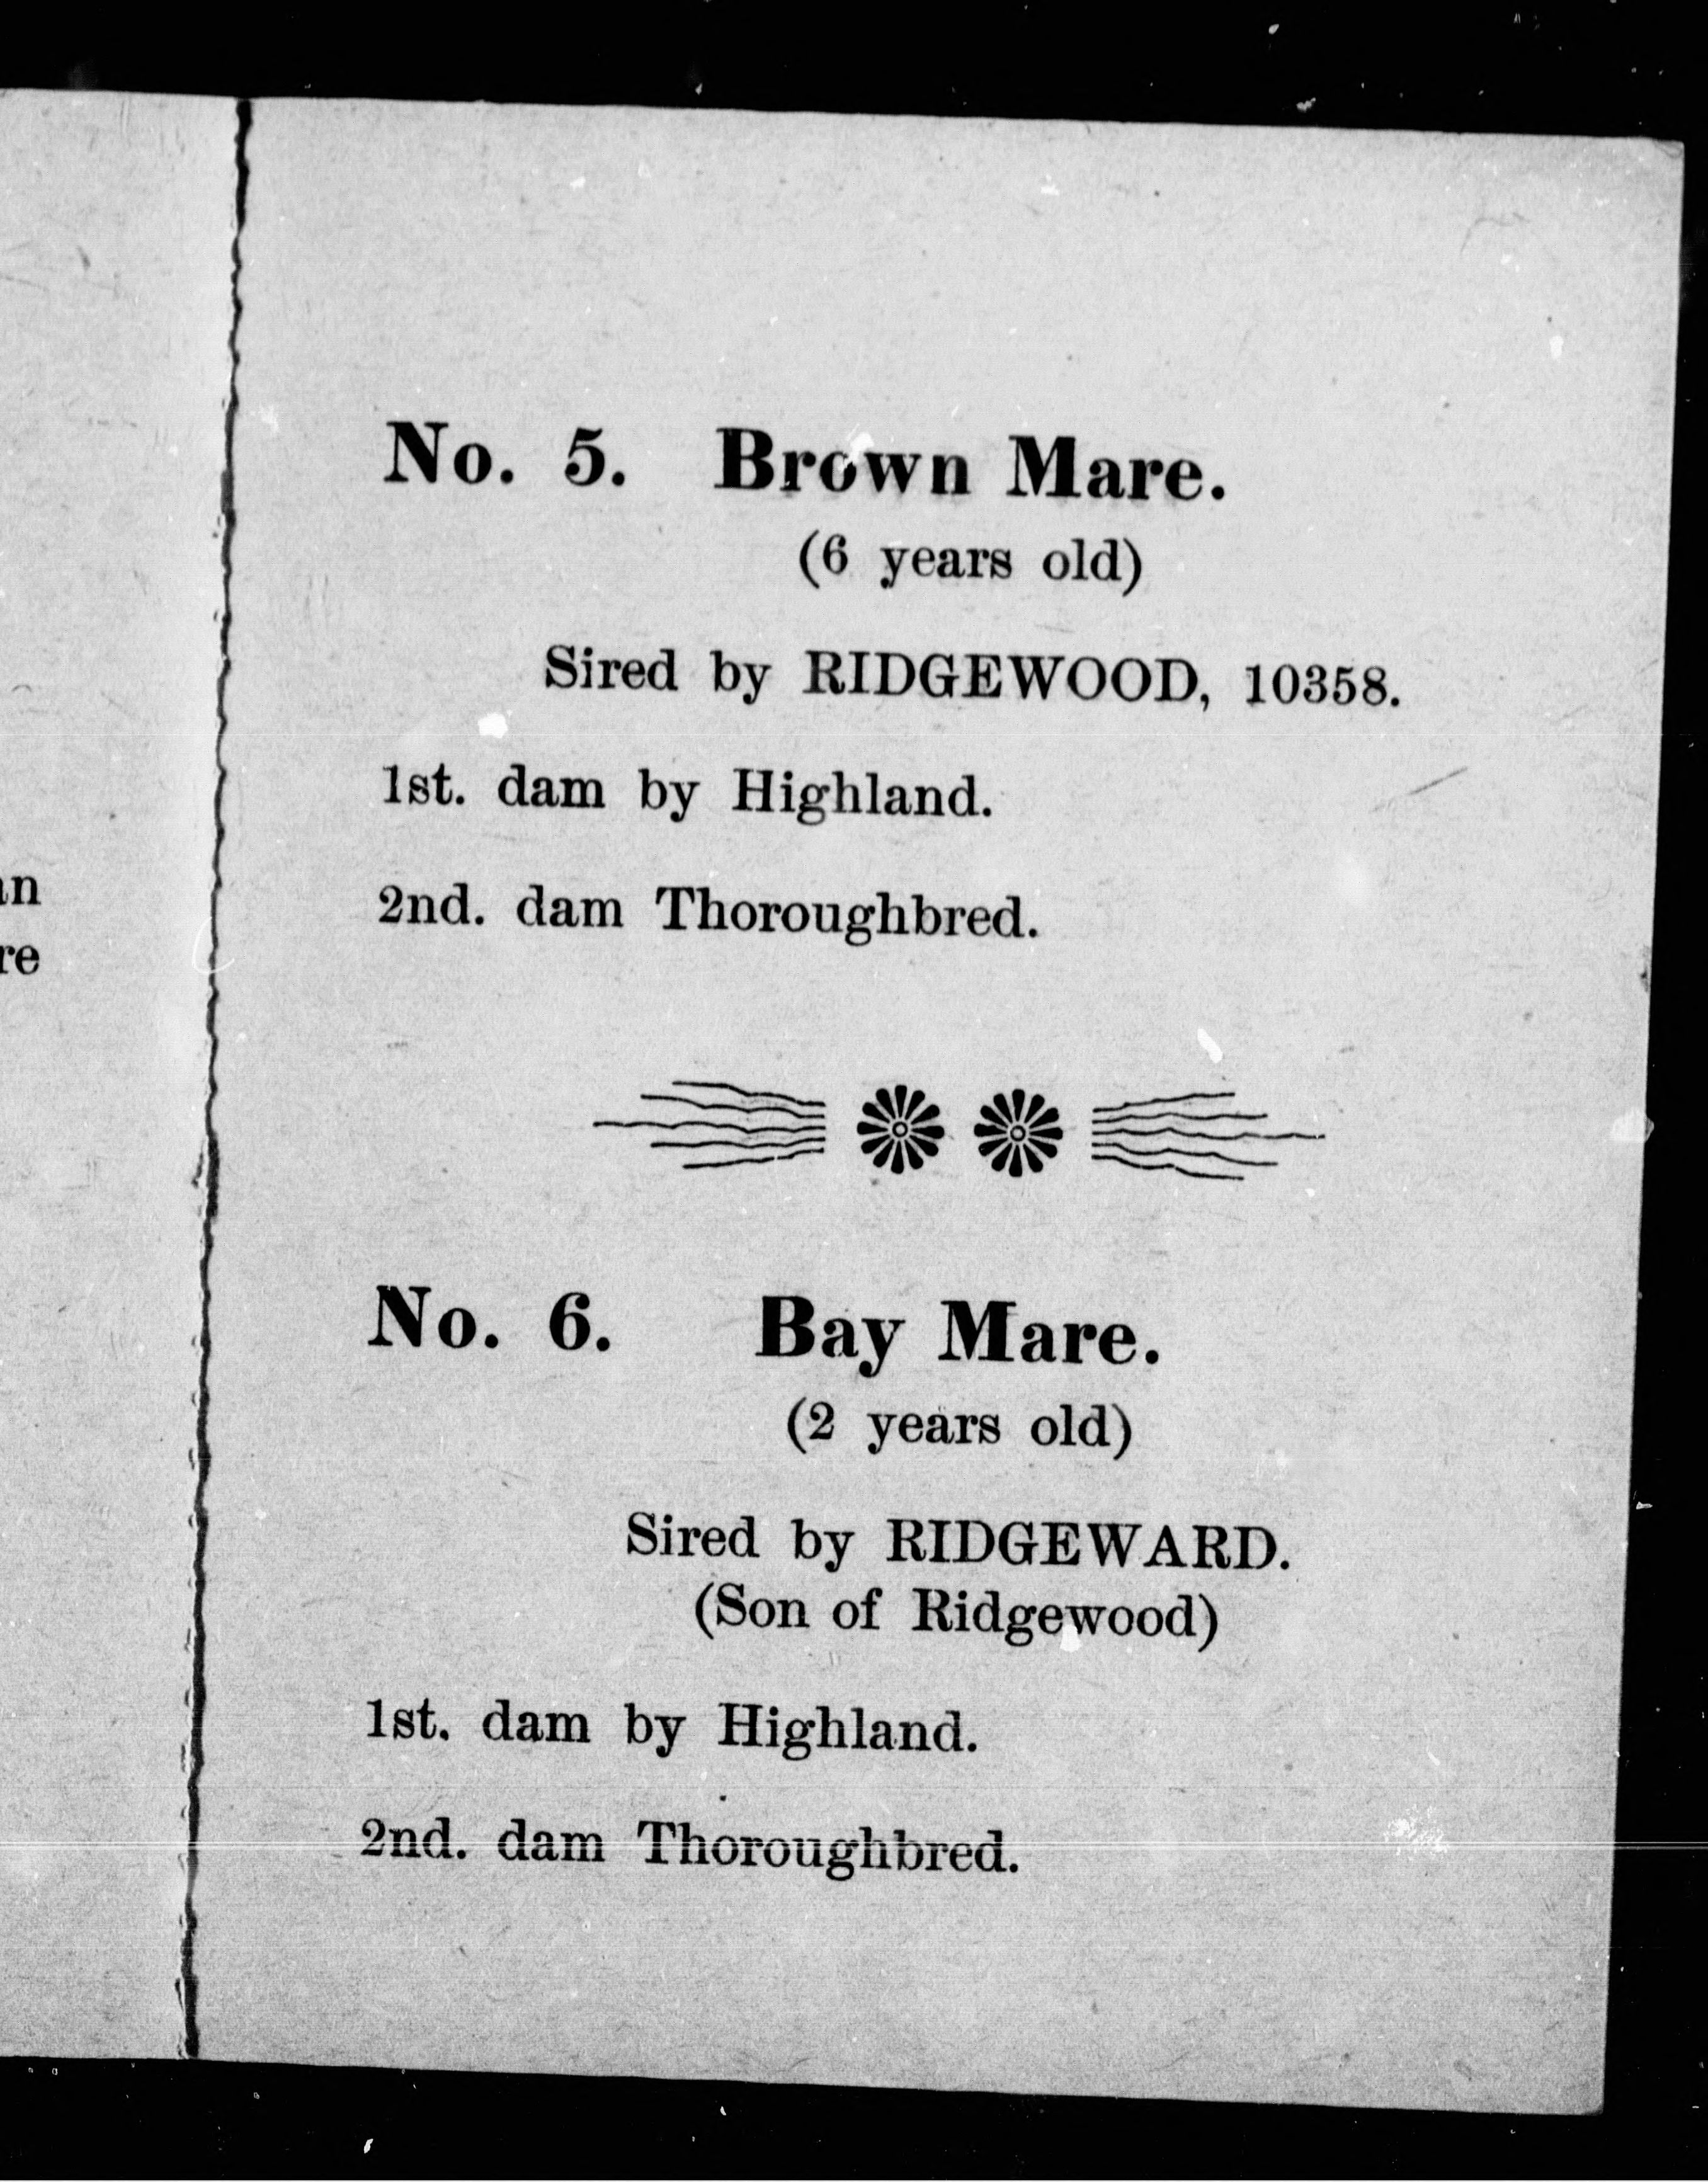 No. 5. Brown Mare.
(6 years old)
Sired by RIDGEWOOD, 10358.
1st. dam by Highland.
2nd. dam Thoroughbred.
No. 6. Bay Mare.
(2 years old)
Sired by RIDGEWARD.
(Son of Ridgewood)
1st. dam by Highland.
2nd. dam Thoroughbred.